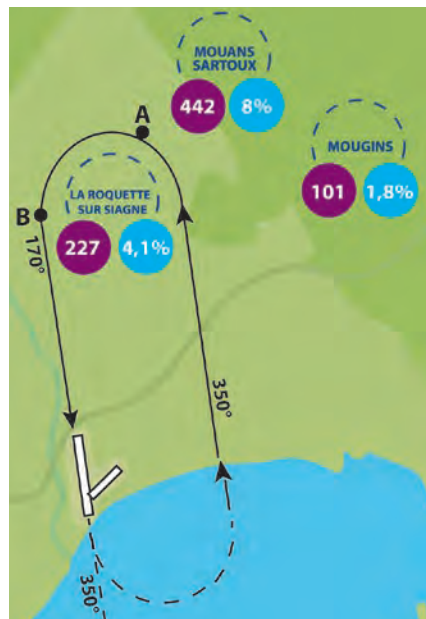 MOUANS
SARTOUX
442 8%
A
MOUGINS
101 1,8%
LA ROQUETTE
SUR SIAGNE
B
227 4,1%
170°
350°
350°